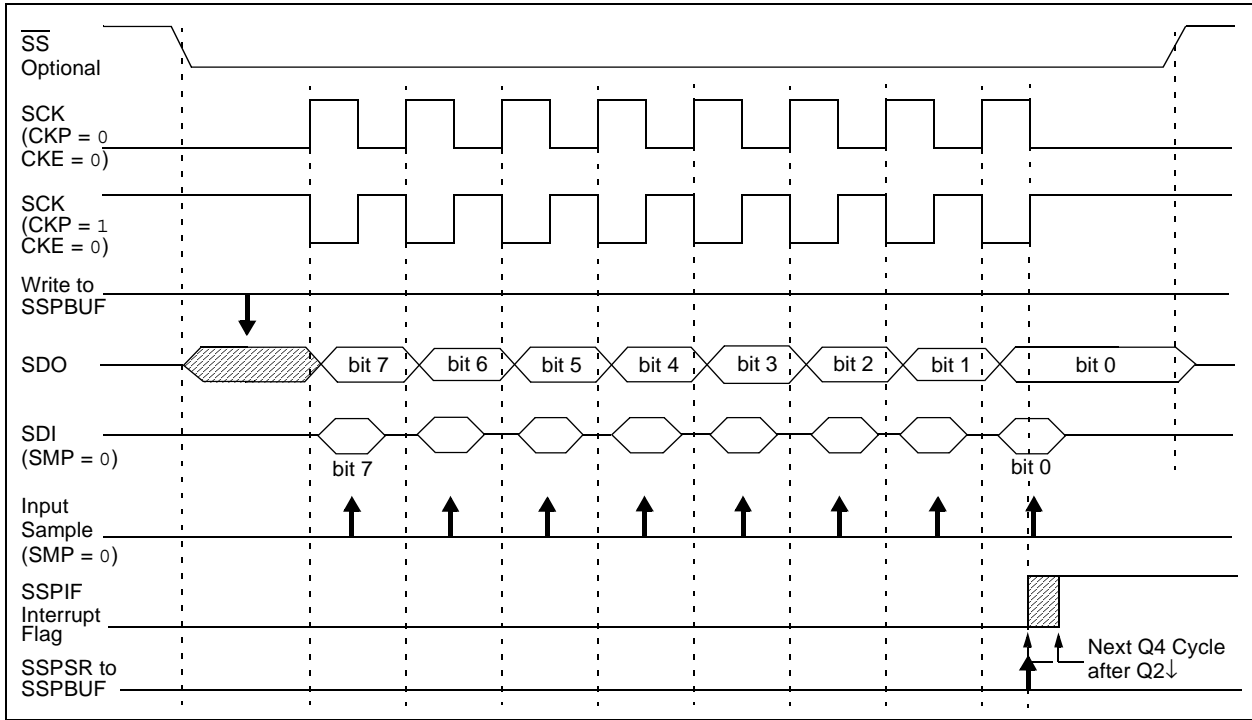 SS
Optional
SCK
(CKP = 0
CKE = 0)
SCK
(CKP = 1
CKE = 0)
Write to
SSPBUF
SDO
bit 7
bit 6
bit 5
bit 4
bit 3
bit 2
bit 1
bit 0
SDI
(SMP = 0)
bit 7
bit 0
Input
Sample
(SMP = 0)
SSPIF
Interrupt
Flag
Next Q4 Cycle
after Q2↓
SSPSR to
SSPBUF